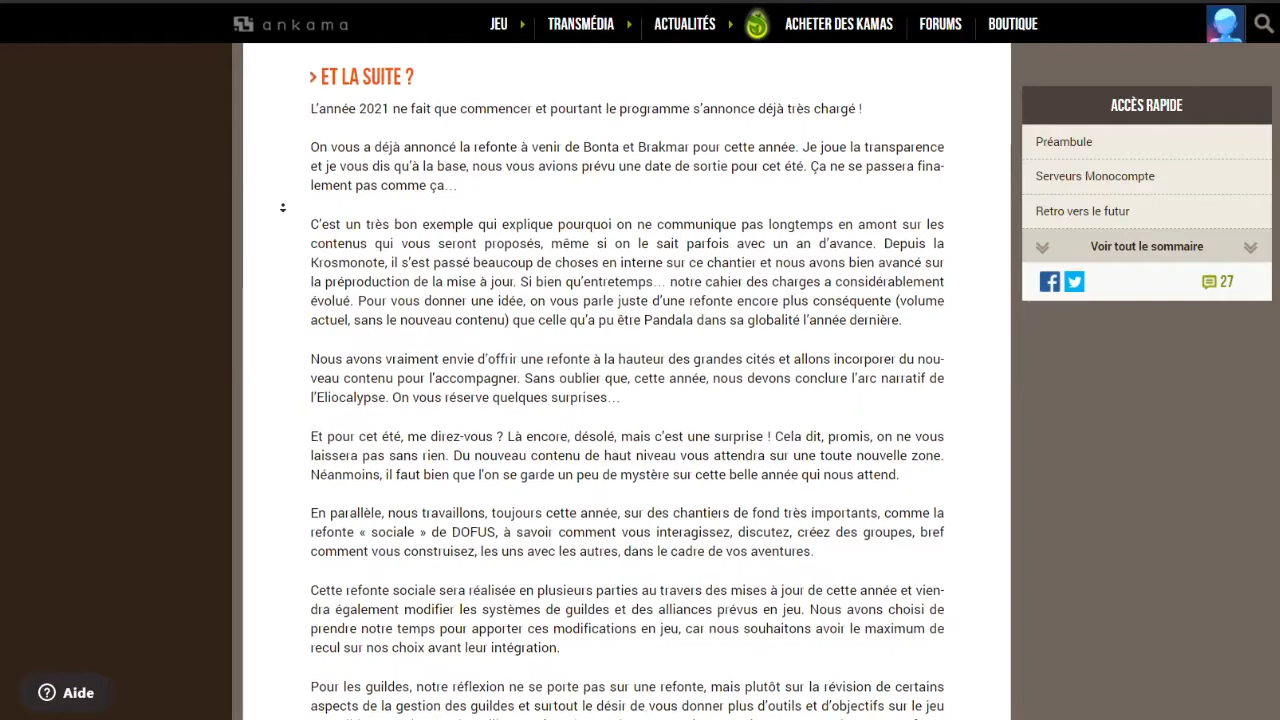 ankama
JEU
TRANSMÉDIA
ACTUALITÉS
ACHETER DES KAMAS
FORUMS
BOUTIQUE
> ET LA SUITE ?
L'année 2021 ne fait que commencer et pourtant le programme s'annonce déjà très chargé !
On vous a déjà annoncé la refonte à venir de Bonta et Brakmar pour cette année. Je joue la transparence
et je vous dis qu'à la base, nous vous avions prévu une date de sortie pour cet été. Ça ne se passera fina-
lement pas comme ça…
C'est un très bon exemple qui explique pourquoi on ne communique pas longtemps en amont sur les
contenus qui vous seront proposés, même si on le sait parfois avec un an d'avance. Depuis la
Krosmonote, il s'est passé beaucoup de choses en interne sur ce chantier et nous avons bien avancé sur
la préproduction de la mise à jour. Si bien qu'entretemps… notre cahier des charges a considérablement
évolué. Pour vous donner une idée, on vous parle juste d'une refonte encore plus conséquente (volume
actuel, sans le nouveau contenu) que celle qu'a pu être Pandala dans sa globalité l'année dernière.
Nous avons vraiment envie d'offrir une refonte à la hauteur des grandes cités et allons incorporer du nou-
veau contenu pour l'accompagner. Sans oublier que, cette année, nous devons conclure l'arc narratif de
l'Eliocalypse. On vous réserve quelques surprises…
Et pour cet été, me direz-vous ? Là encore, désolé, mais c'est une surprise ! Cela dit, promis, on ne vous
laissera pas sans rien. Du nouveau contenu de haut niveau vous attendra sur une toute nouvelle zone.
Néanmoins, il faut bien que l'on se garde un peu de mystère sur cette belle année qui nous attend.
En parallèle, nous travaillons, toujours cette année, sur des chantiers de fond très importants, comme la
refonte « sociale » de DOFUS, à savoir comment vous interagissez, discutez, créez des groupes, bref
comment vous construisez, les uns avec les autres, dans le cadre de vos aventures.
Cette refonte sociale sera réalisée en plusieurs parties au travers des mises à jour de cette année et vien-
dra également modifier les systèmes de guildes et des alliances prévus en jeu. Nous avons choisi de
prendre notre temps pour apporter ces modifications en jeu, car nous souhaitons avoir le maximum de
recul sur nos choix avant leur intégration.
Pour les guildes, notre réflexion ne se porte pas sur une refonte, mais plutôt sur la révision de certains
aspects de la gestion des guildes et surtout le désir de vous donner plus d'outils et d'objectifs sur le jeu
ACCÈS RAPIDE
Préambule
Serveurs Monocompte
Retro vers le futur
Voir tout le sommaire
27
Aide